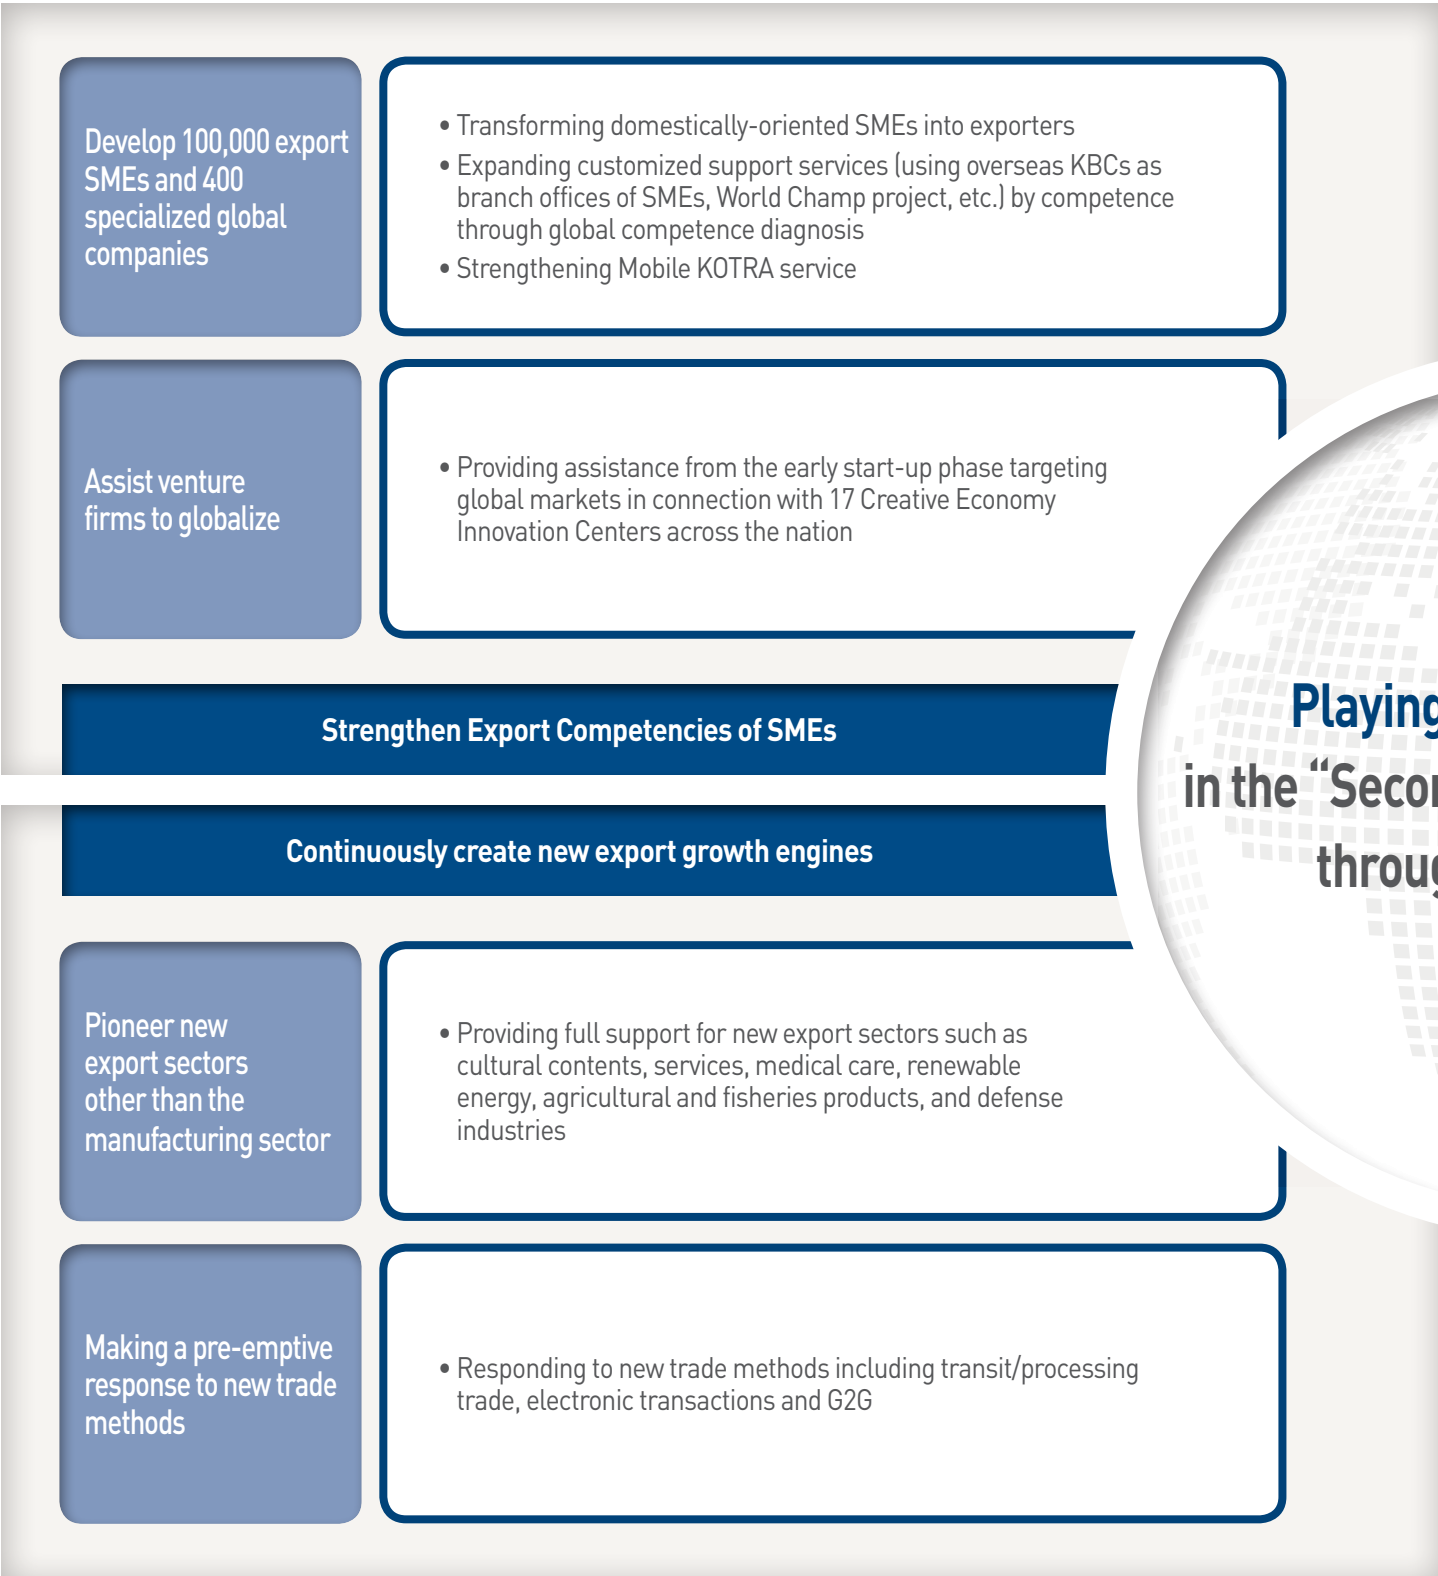 Develop 100,000 export
SMEs and 400
specialized global
companies
• Transforming domestically-oriented SMEs into exporters
• Expanding customized support services (using overseas KBCs as
branch offices of SMEs, World Champ project, etc.) by competence
through global competence diagnosis
• Strengthening Mobile KOTRA service
Assist venture
firms to globalize
• Providing assistance from the early start-up phase targeting
global markets in connection with 17 Creative Economy
Innovation Centers across the nation
Strengthen Export Competencies of SMEs
Playing
in the “Secon
throug
Continuously create new export growth engines
Pioneer new
export sectors
other than the
manufacturing sector
• Providing full support for new export sectors such as
cultural contents, services, medical care, renewable
energy, agricultural and fisheries products, and defense
industries
Making a pre-emptive
response to new trade
methods
• Responding to new trade methods including transit/processing
trade, electronic transactions and G2G